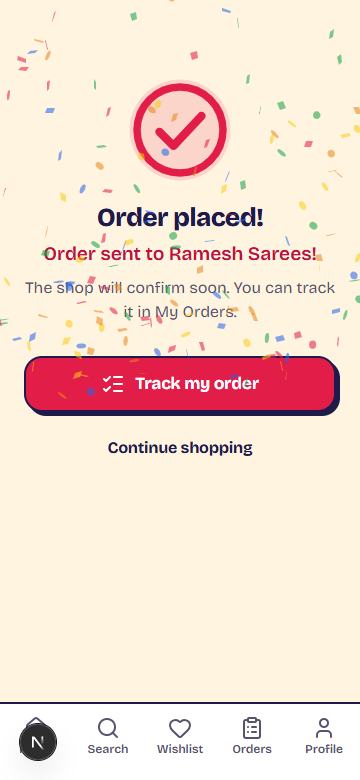 Order placed!
Order sent to Ramesh Sarees!
The shop will confirm soon. You can track
it in My Orders.
Track my order
Continue shopping
N
Search
Wishlist
Orders
Profile